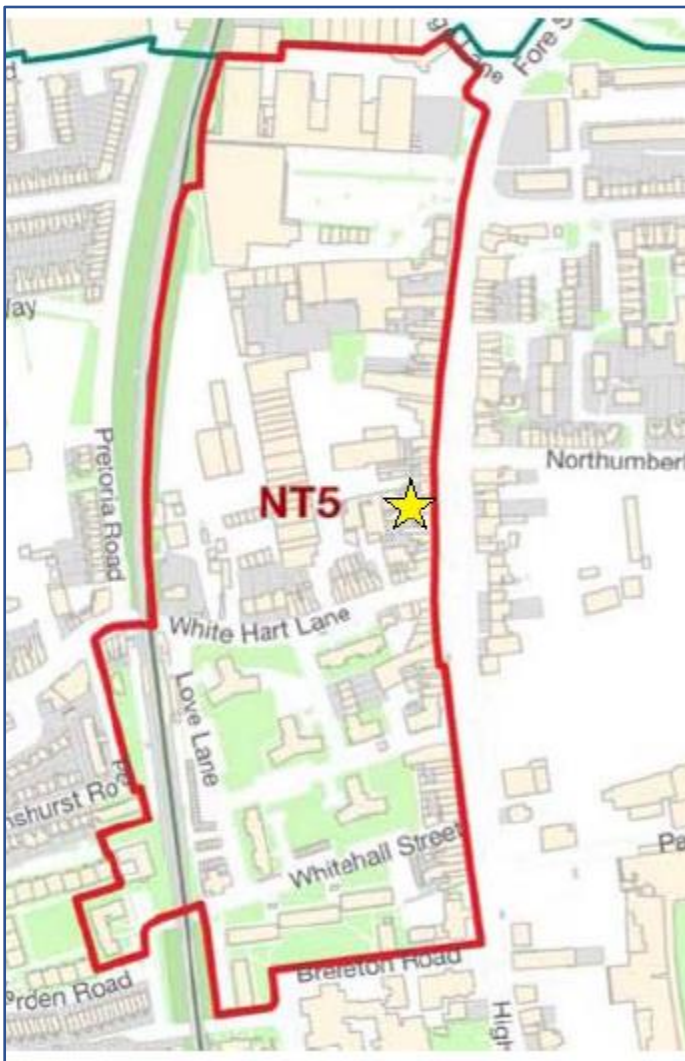 Lane
Fore S
Pretoria Road
Northumberl
NT5
White Hart Lane
Love Lane
nshurst Ro
Whitehall Street
Pa
Brereton Road
rden Road
High